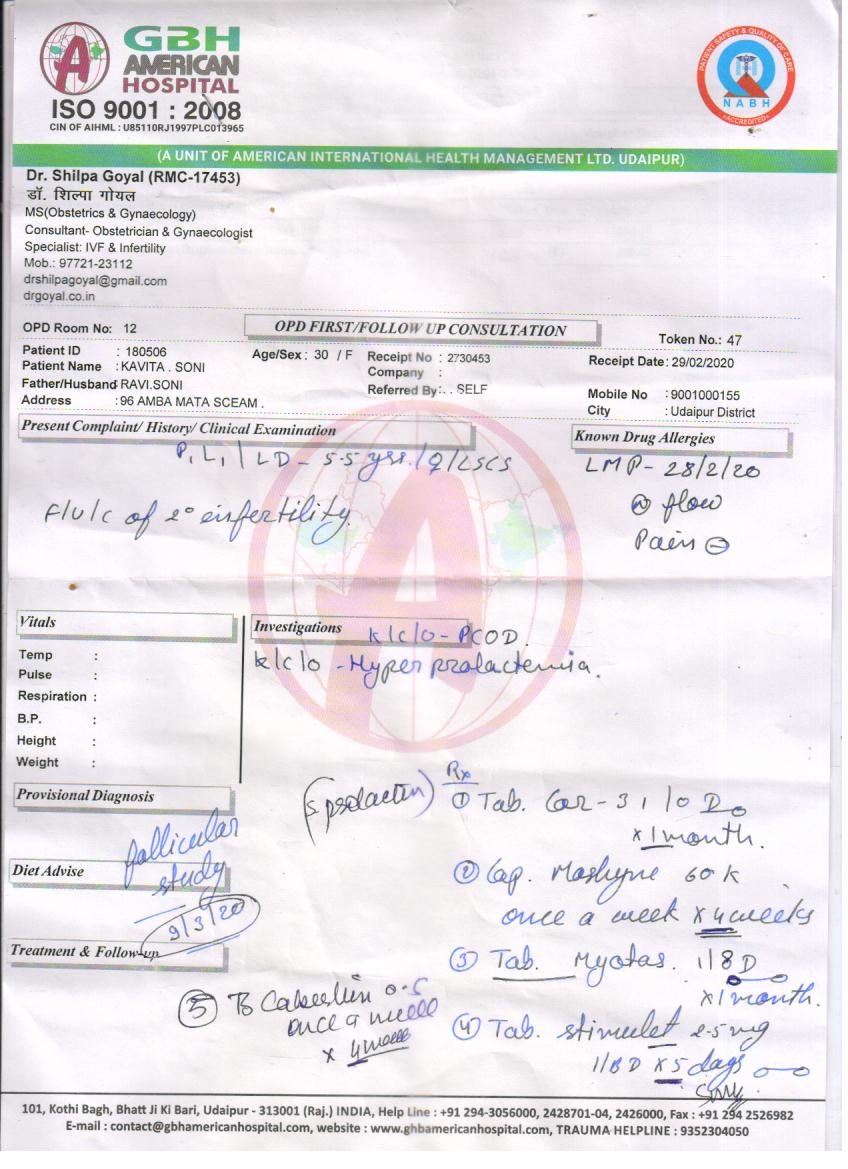 GBH
AMERICAN
HOSPITAL
ISO 9001 : 2008
CIN OF AIHML : U85110RJ1997PLC013965
PATIENT SAFETY & QUALITY OF CARE
NABH
ACCREDITED
(A UNIT OF AMERICAN INTERNATIONAL HEALTH MANAGEMENT LTD. UDAIPUR)
Dr. Shilpa Goyal (RMC-17453)
डॉ. शिल्पा गोयल
MS(Obstetrics & Gynaecology)
Consultant- Obstetrician & Gynaecologist
Specialist: IVF & Infertility
Mob.: 97721-23112
drshilpagoyal@gmail.com
drgoyal.co.in
OPD Room No: 12
OPD FIRST/FOLLOW UP CONSULTATION
Token No.: 47
Patient ID : 180506
Age/Sex : 30 / F
Receipt No : 2730453
Receipt Date: 29/02/2020
Patient Name : KAVITA . SONI
Company :
Father/Husband RAVI.SONI
Referred By: . . SELF
Mobile No : 9001000155
Address : 96 AMBA MATA SCEAM .
City : Udaipur District
Present Complaint/ History/ Clinical Examination
Known Drug Allergies
P1L1 / LD - 5.5 yrs. / ♀ / LSCS
LMP - 28/2/20
F/U/C of 2° infertility.
N flow
Pain ⊖
Vitals
Investigations
K/C/O - PCOD.
K/C/O - Hyper prolactemia.
Temp :
Pulse :
Respiration :
B.P. :
Height :
Weight :
Provisional Diagnosis
(S. prolactin)
Rx
① Tab. Cor-3 1/OD
x 1 month.
follicular
study
9/3/20
Diet Advise
② Cap. 60 K
once a week x 4 weeks
Treatment & Follow-up
③ Tab. Myotas. 1/BD
x 1 month.
⑤ 0.5
once a week
x 4 week
④ Tab. stimulet 2.5 mg
1/BD x 5 days
101, Kothi Bagh, Bhatt Ji Ki Bari, Udaipur - 313001 (Raj.) INDIA, Help Line : +91 294-3056000, 2428701-04, 2426000, Fax : +91 294 2526982
E-mail : contact@gbhamericanhospital.com, website : www.ghbamericanhospital.com, TRAUMA HELPLINE : 9352304050